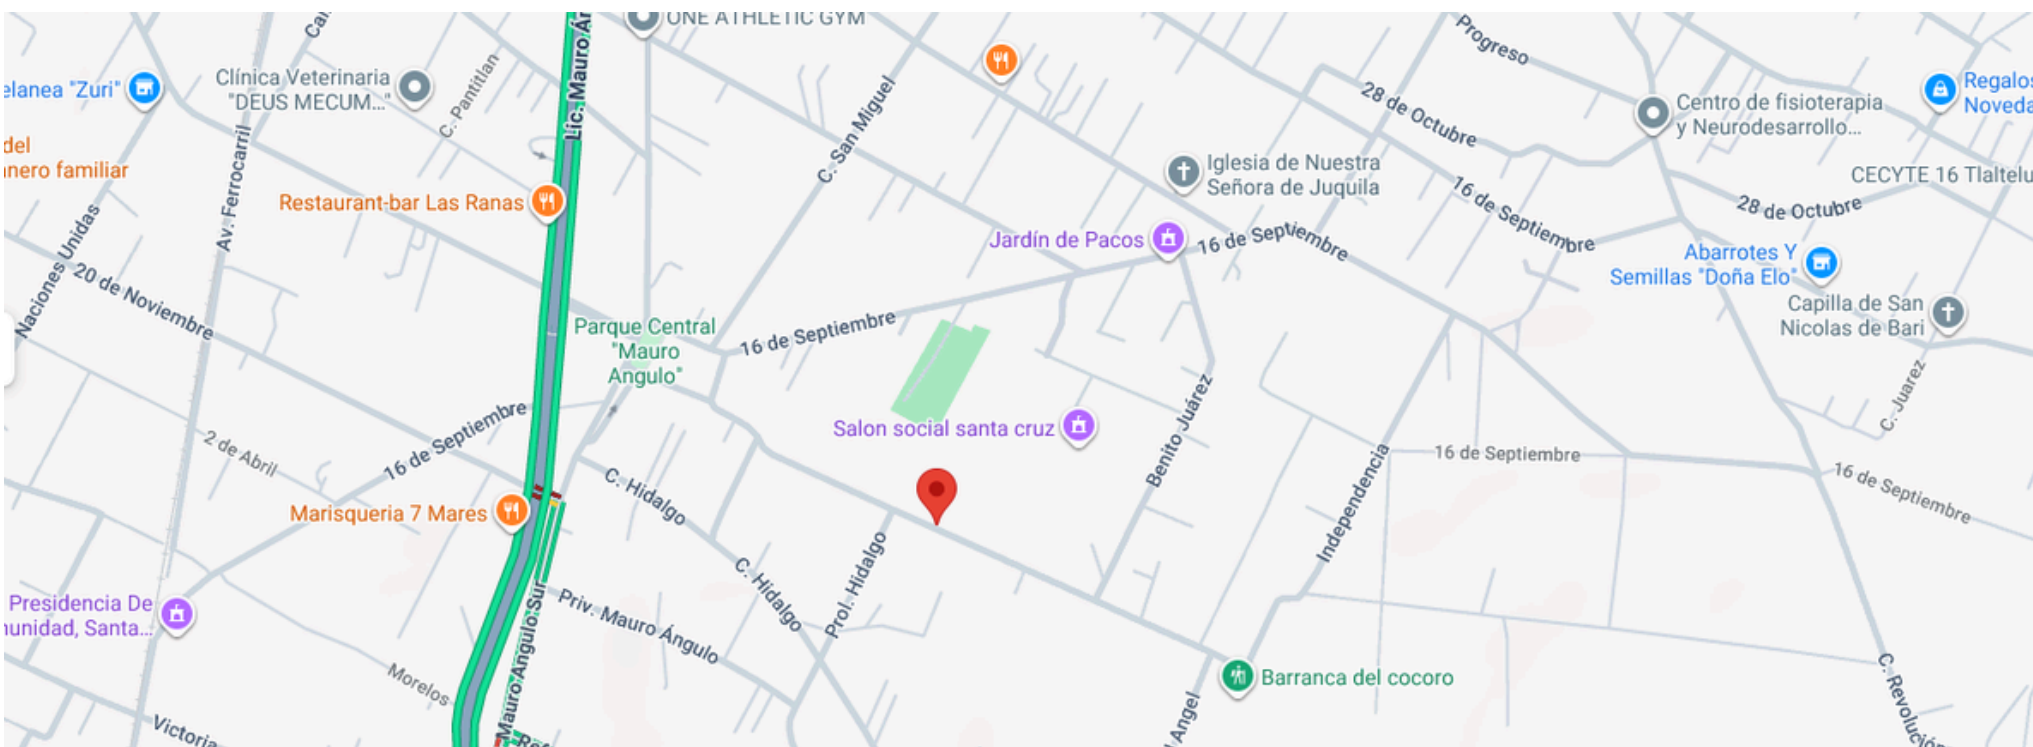 ONE ATHLETIC GYM
Lic. Mauro Án
Progreso
Clínica Veterinaria
"DEUS MECUM..."
elanea "Zuri"
C. Pantitlan
C. San Miguel
28 de Octubre
Centro de fisioterapia
y Neurodesarrollo...
Regalos
Noveda
del
nero familiar
Av. Ferrocarril
Restaurant-bar Las Ranas
Iglesia de Nuestra
Señora de Juquila
16 de Septiembre
CECYTE 16 Tlaltelu
28 de Octubre
Naciones Unidas
20 de Noviembre
Jardín de Pacos
16 de Septiembre
Abarrotes Y
Semillas "Doña Elo"
Capilla de San
Nicolas de Bari
Parque Central
"Mauro
Angulo"
16 de Septiembre
C. Juarez
Benito Juárez
2 de Abril
16 de Septiembre
Salon social santa cruz
Independencia
16 de Septiembre
16 de Septiembre
C. Hidalgo
Marisqueria 7 Mares
C. Hidalgo
Prol. Hidalgo
Presidencia De
unidad, Santa...
Priv. Mauro Ángulo
Mauro Angulo Sur
Morelos
Barranca del cocoro
C. Revolución
Angel
Victoria
Ref